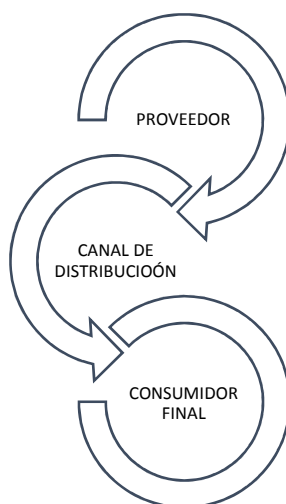 PROVEEDOR
CANAL DE
DISTRIBUCIOÓN
CONSUMIDOR
FINAL